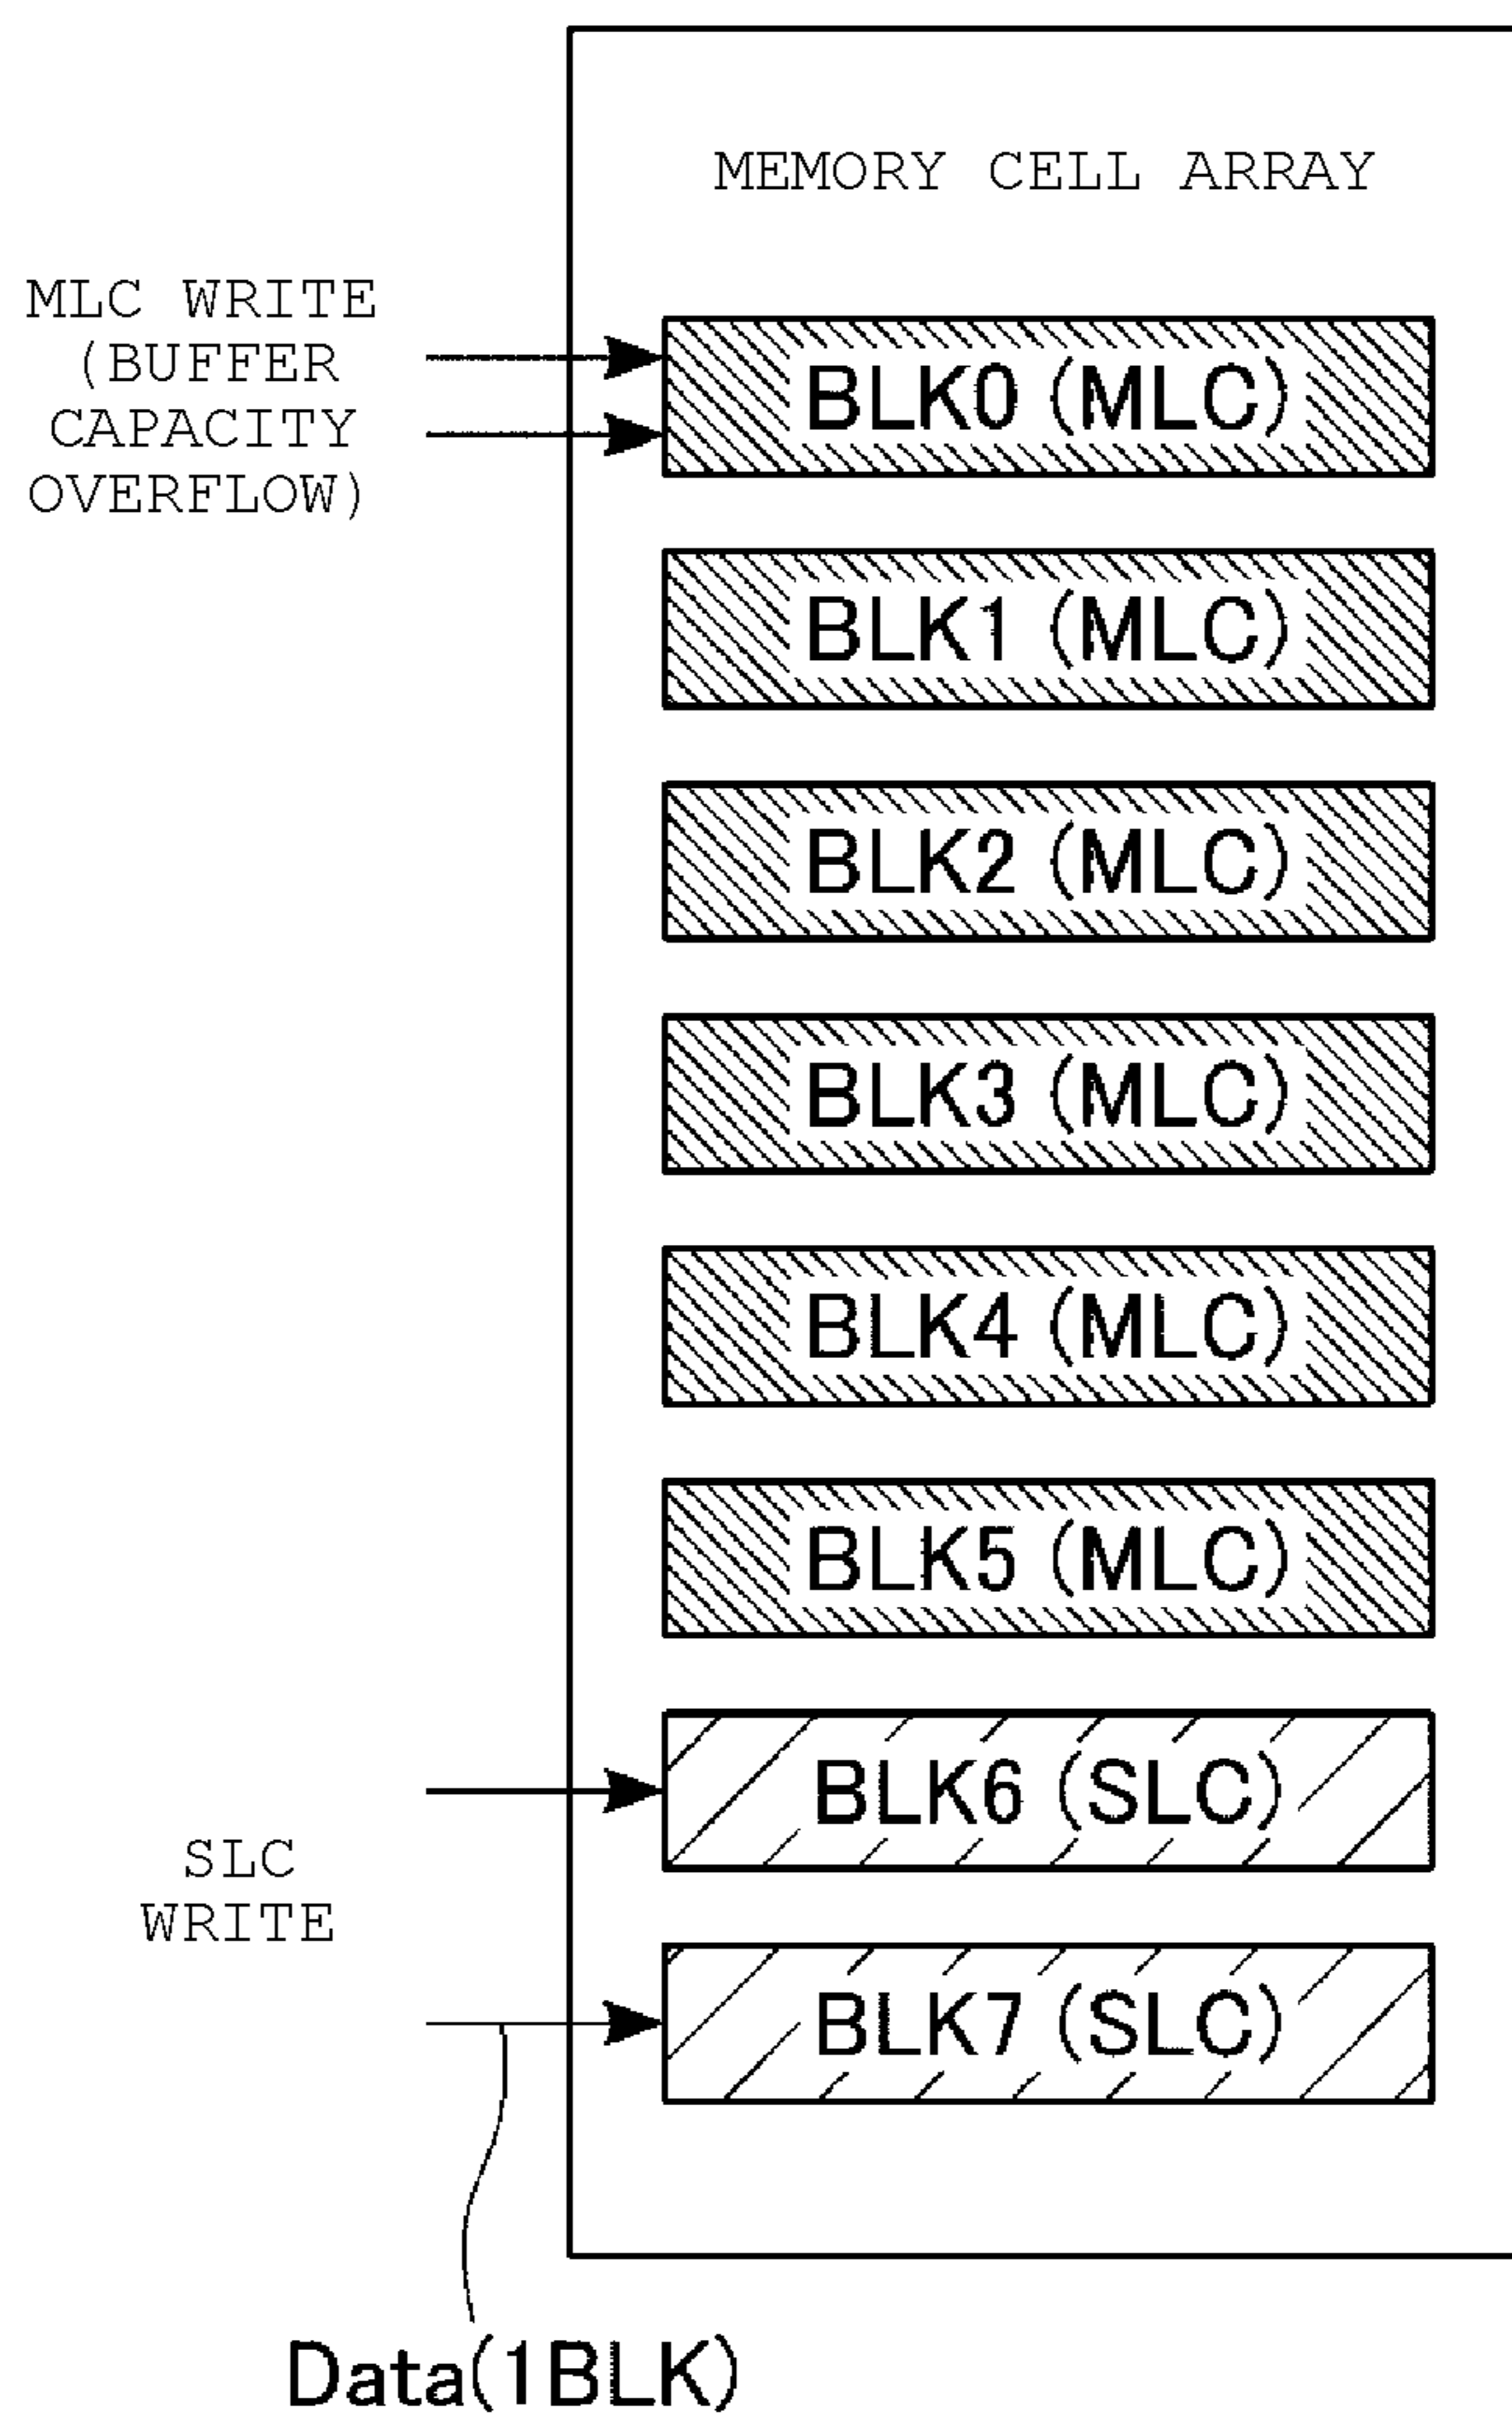 MEMORY CELL ARRAY
MLC WRITE
(BUFFER
CAPACITY
OVERFLOW)
BLK0 (MLC)
BLK1 (MLC)
BLK2 (MLC)
BLK3 (MLC)
BLK4 (MLC)
BLK5 (MLC)
BLK6 (SLC)
SLC
WRITE
BLK7 (SLC)
Data(1BLK)